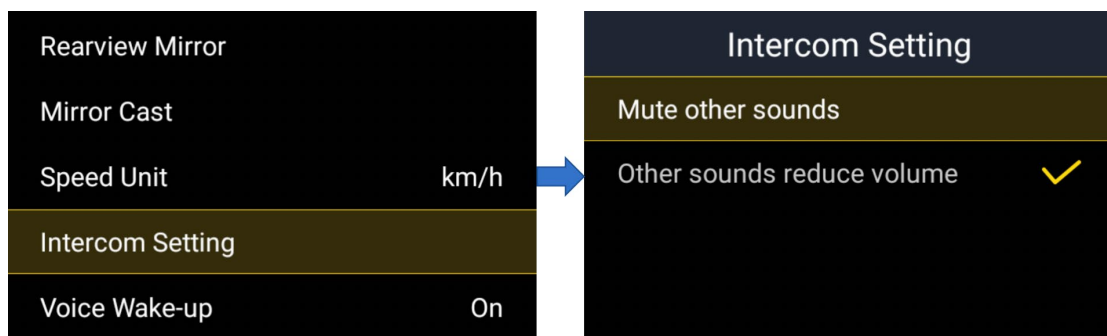 Rearview Mirror
Mirror Cast
Speed Unit km/h
Intercom Setting
Voice Wake-up On
Intercom Setting
Mute other sounds
Other sounds reduce volume